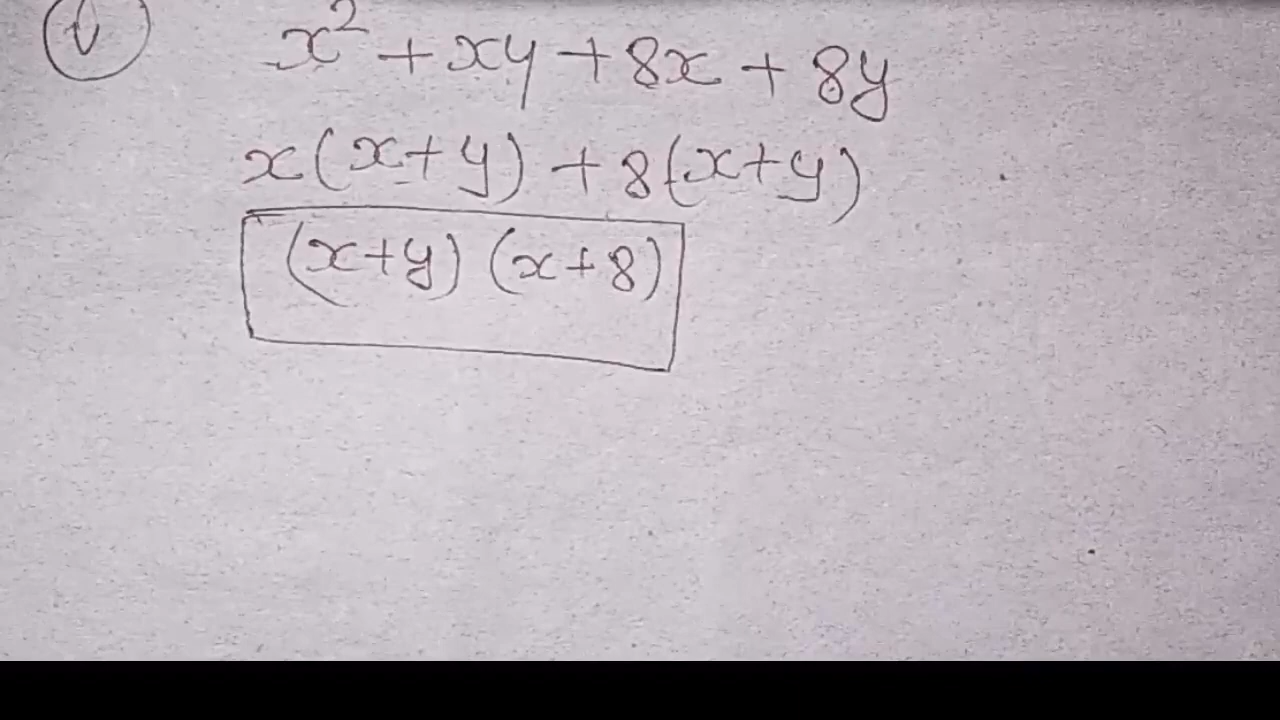 (i) x² + xy + 8x + 8y
x(x+y) + 8(x+y)
(x+y) (x+8)